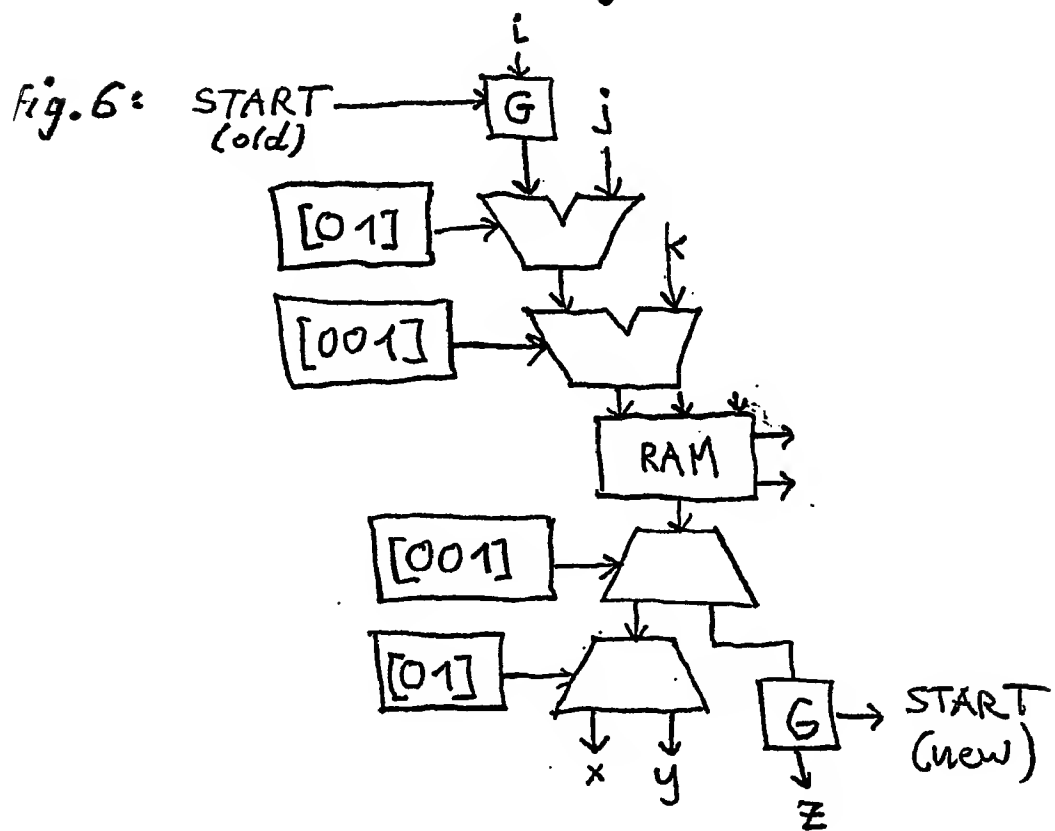 i
Fig. 6: START
(old)
G
j
[01]
k
[001]
RAM
[001]
[01]
G
START
(new)
x
y
z